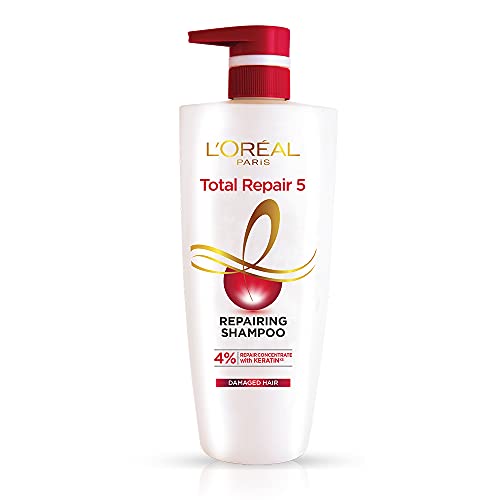 L'ORÉAL
PARIS
Total Repair 5
REPAIRING
SHAMPOO
4% REPAIR CONCENTRATE
with KERATIN
DAMAGED HAIR